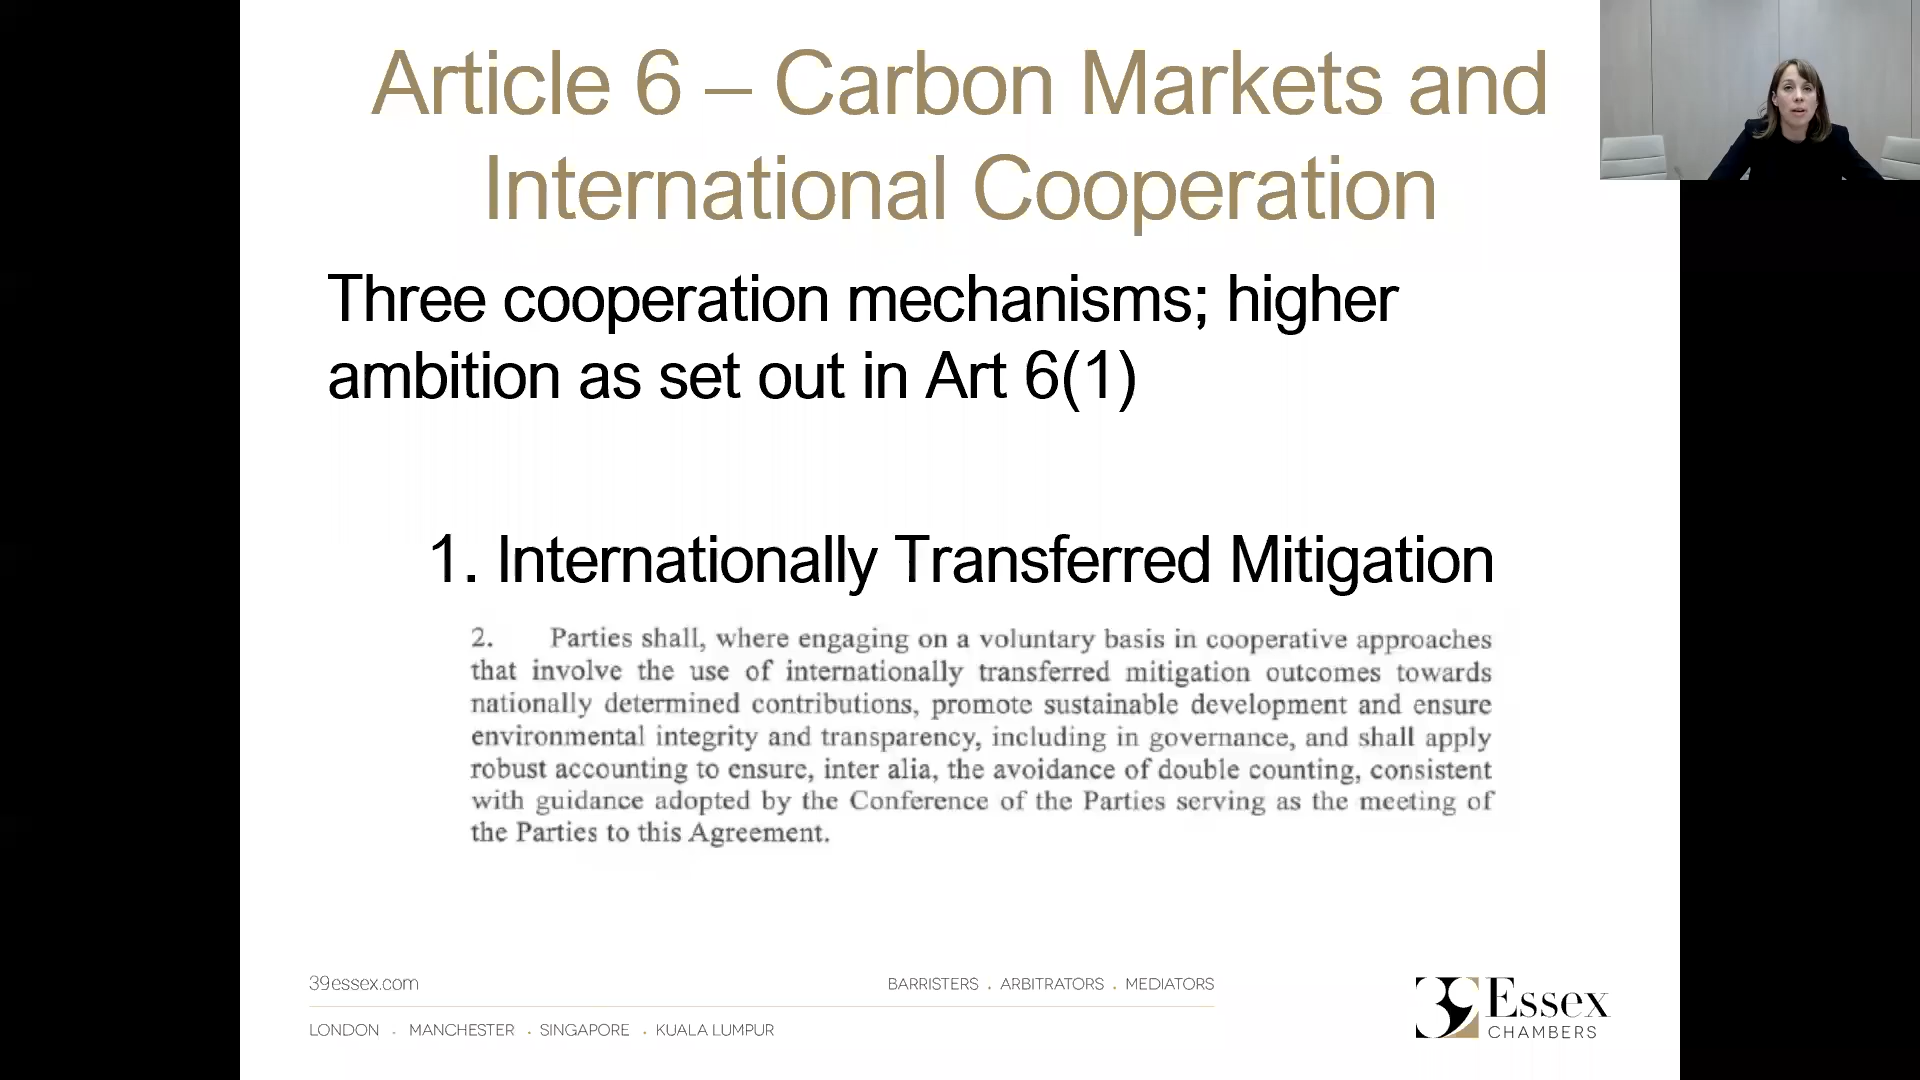 Article 6 – Carbon Markets and
International Cooperation
Three cooperation mechanisms; higher
ambition as set out in Art 6(1)
1. Internationally Transferred Mitigation
2. Parties shall, where engaging on a voluntary basis in cooperative approaches
that involve the use of internationally transferred mitigation outcomes towards
nationally determined contributions, promote sustainable development and ensure
environmental integrity and transparency, including in governance, and shall apply
robust accounting to ensure, inter alia, the avoidance of double counting, consistent
with guidance adopted by the Conference of the Parties serving as the meeting of
the Parties to this Agreement.
39essex.com
BARRISTERS . ARBITRATORS . MEDIATORS
LONDON . MANCHESTER . SINGAPORE . KUALA LUMPUR
39 Essex
CHAMBERS